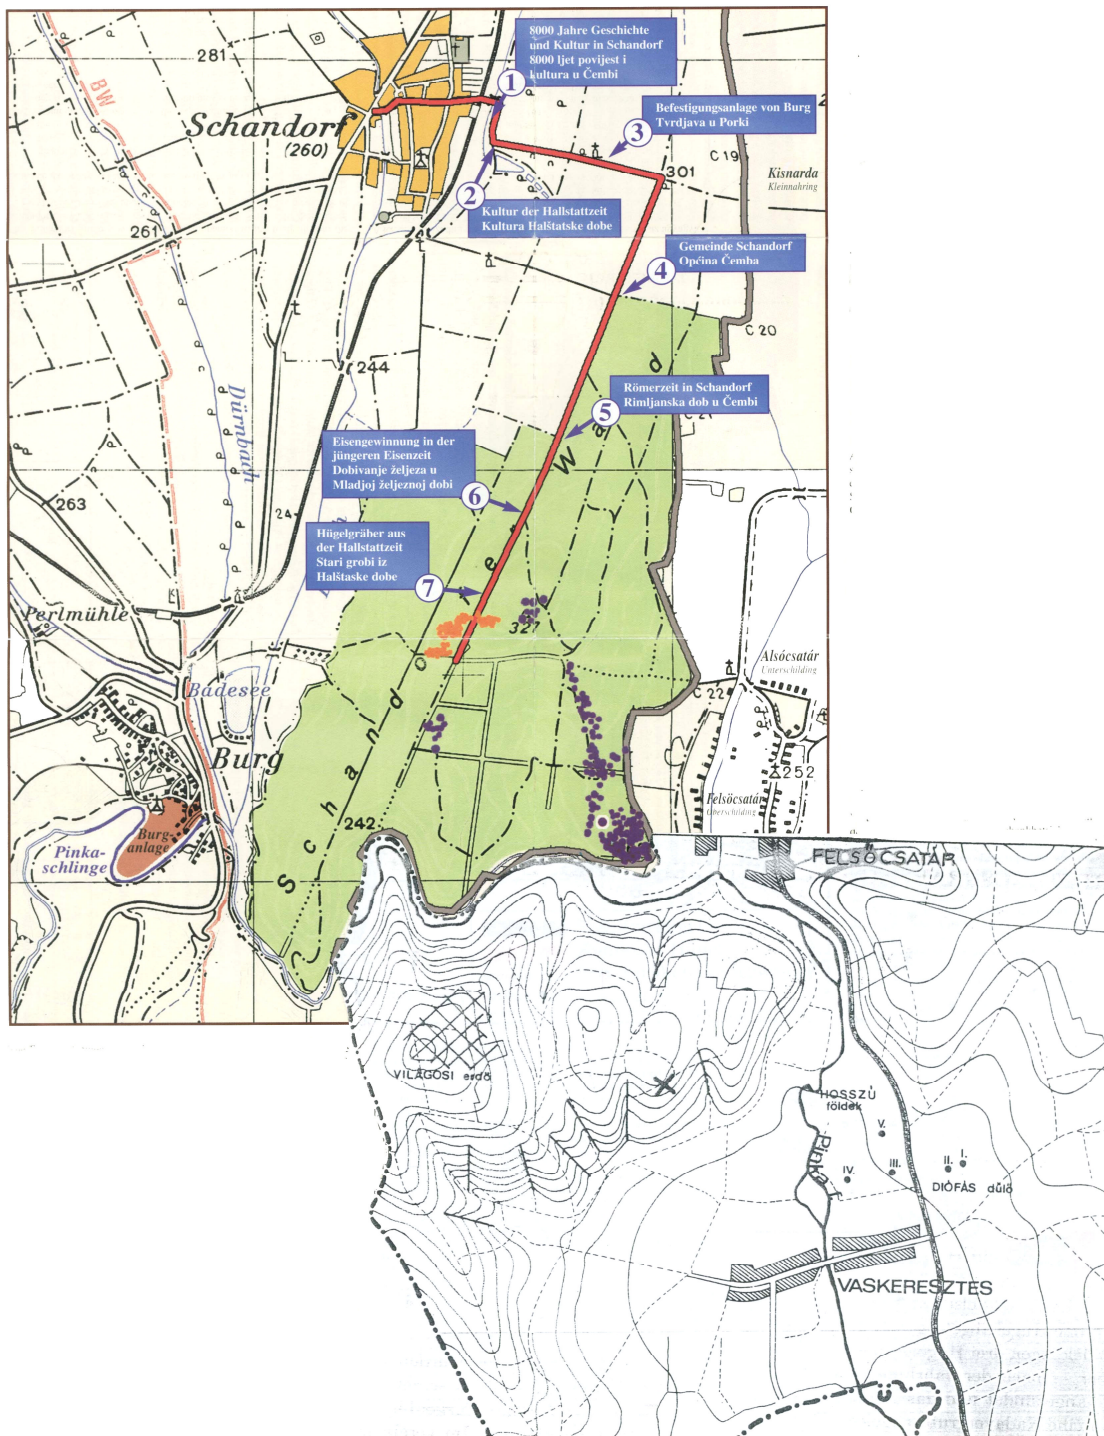 8000 Jahre Geschichte
und Kultur in Schandorf
8000 ljet povijest i
kultura u Čembi
1
281
BW
Schandorf
(260)
Befestigungsanlage von Burg
Tvrdjava u Porki
3
C 19
301
Kisnarda
Kleinnahring
2
Kultur der Hallstattzeit
Kultura Halštatske dobe
261
Gemeinde Schandorf
Općina Čemba
4
C 20
244
Dürnbach
Römerzeit in Schandorf
Rimljanska dob u Čembi
5
Eisengewinnung in der
jüngeren Eisenzeit
Dobivanje željeza u
Mladjoj željeznoj dobi
6
263
24
Hügelgräber aus
der Hallstattzeit
Stari grobi iz
Halštaske dobe
7
Schandorfer Wald
Perlmühle
327
Alsócsatár
Unterschilding
Badesee
C 22
Burg
252
Felsöcsatár
Oberschilding
242
Burg-
anlage
Pinka-
schlinge
FELSŐCSATÁR
VILÁGOSI erdő
HOSSZÚ
földek
Pinka f.
V.
IV.
III.
II.
I.
DIÓFÁS dűlő
VASKERESZTES